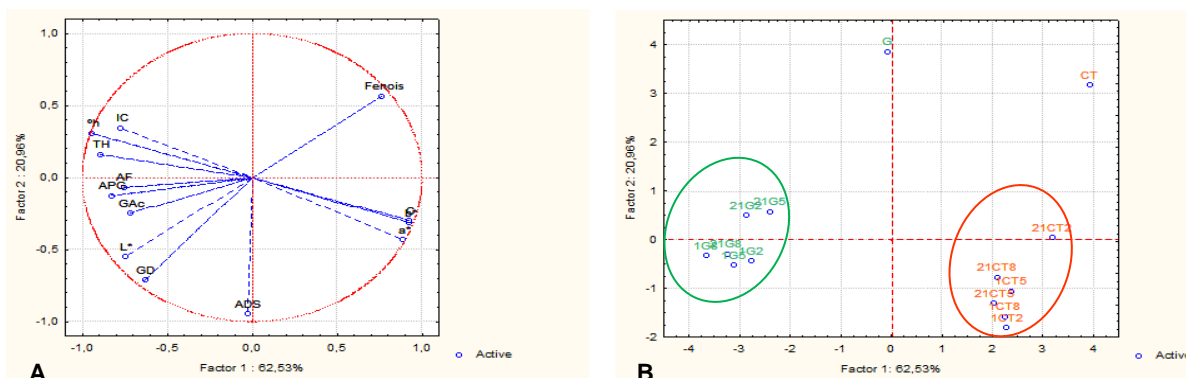 1,0
0,5
0,0
-0,5
-1,0
Factor 2 : 20,96%
Fenois
IC
°h
TH
AF
APG
GAc
L*
GD
ADS
C
a*
-1,0 -0,5 0,0 0,5 1,0
Factor 1 : 62,53%
Active
A
4
3
2
1
0
-1
-2
Factor 2: 20,96%
G
CT
21G2 21G5
21G8
1G8 1G2
1G5
21CT2
21CT8
1CT5
21CT5
1CT8
1CT2
-4 -3 -2 -1 0 1 2 3 4
Factor 1 : 62,53%
Active
B